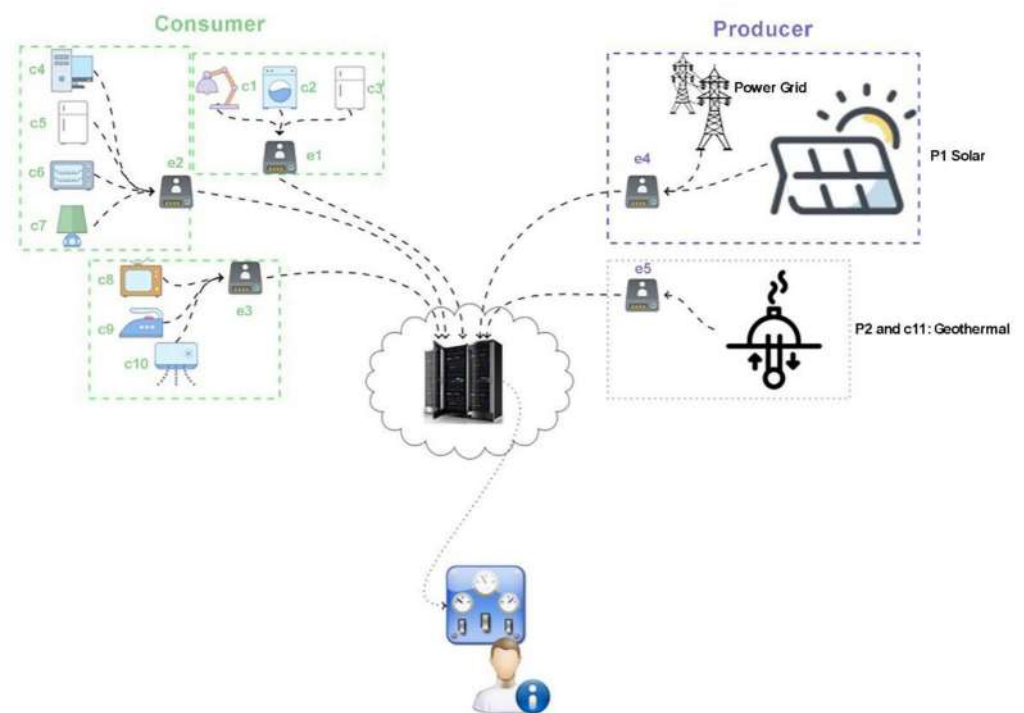 Consumer
Producer
c4
c5
c6
c7
e2
c1
c2
c3
e1
c8
c9
c10
e3
Power Grid
P1 Solar
e4
e5
P2 and c11: Geothermal